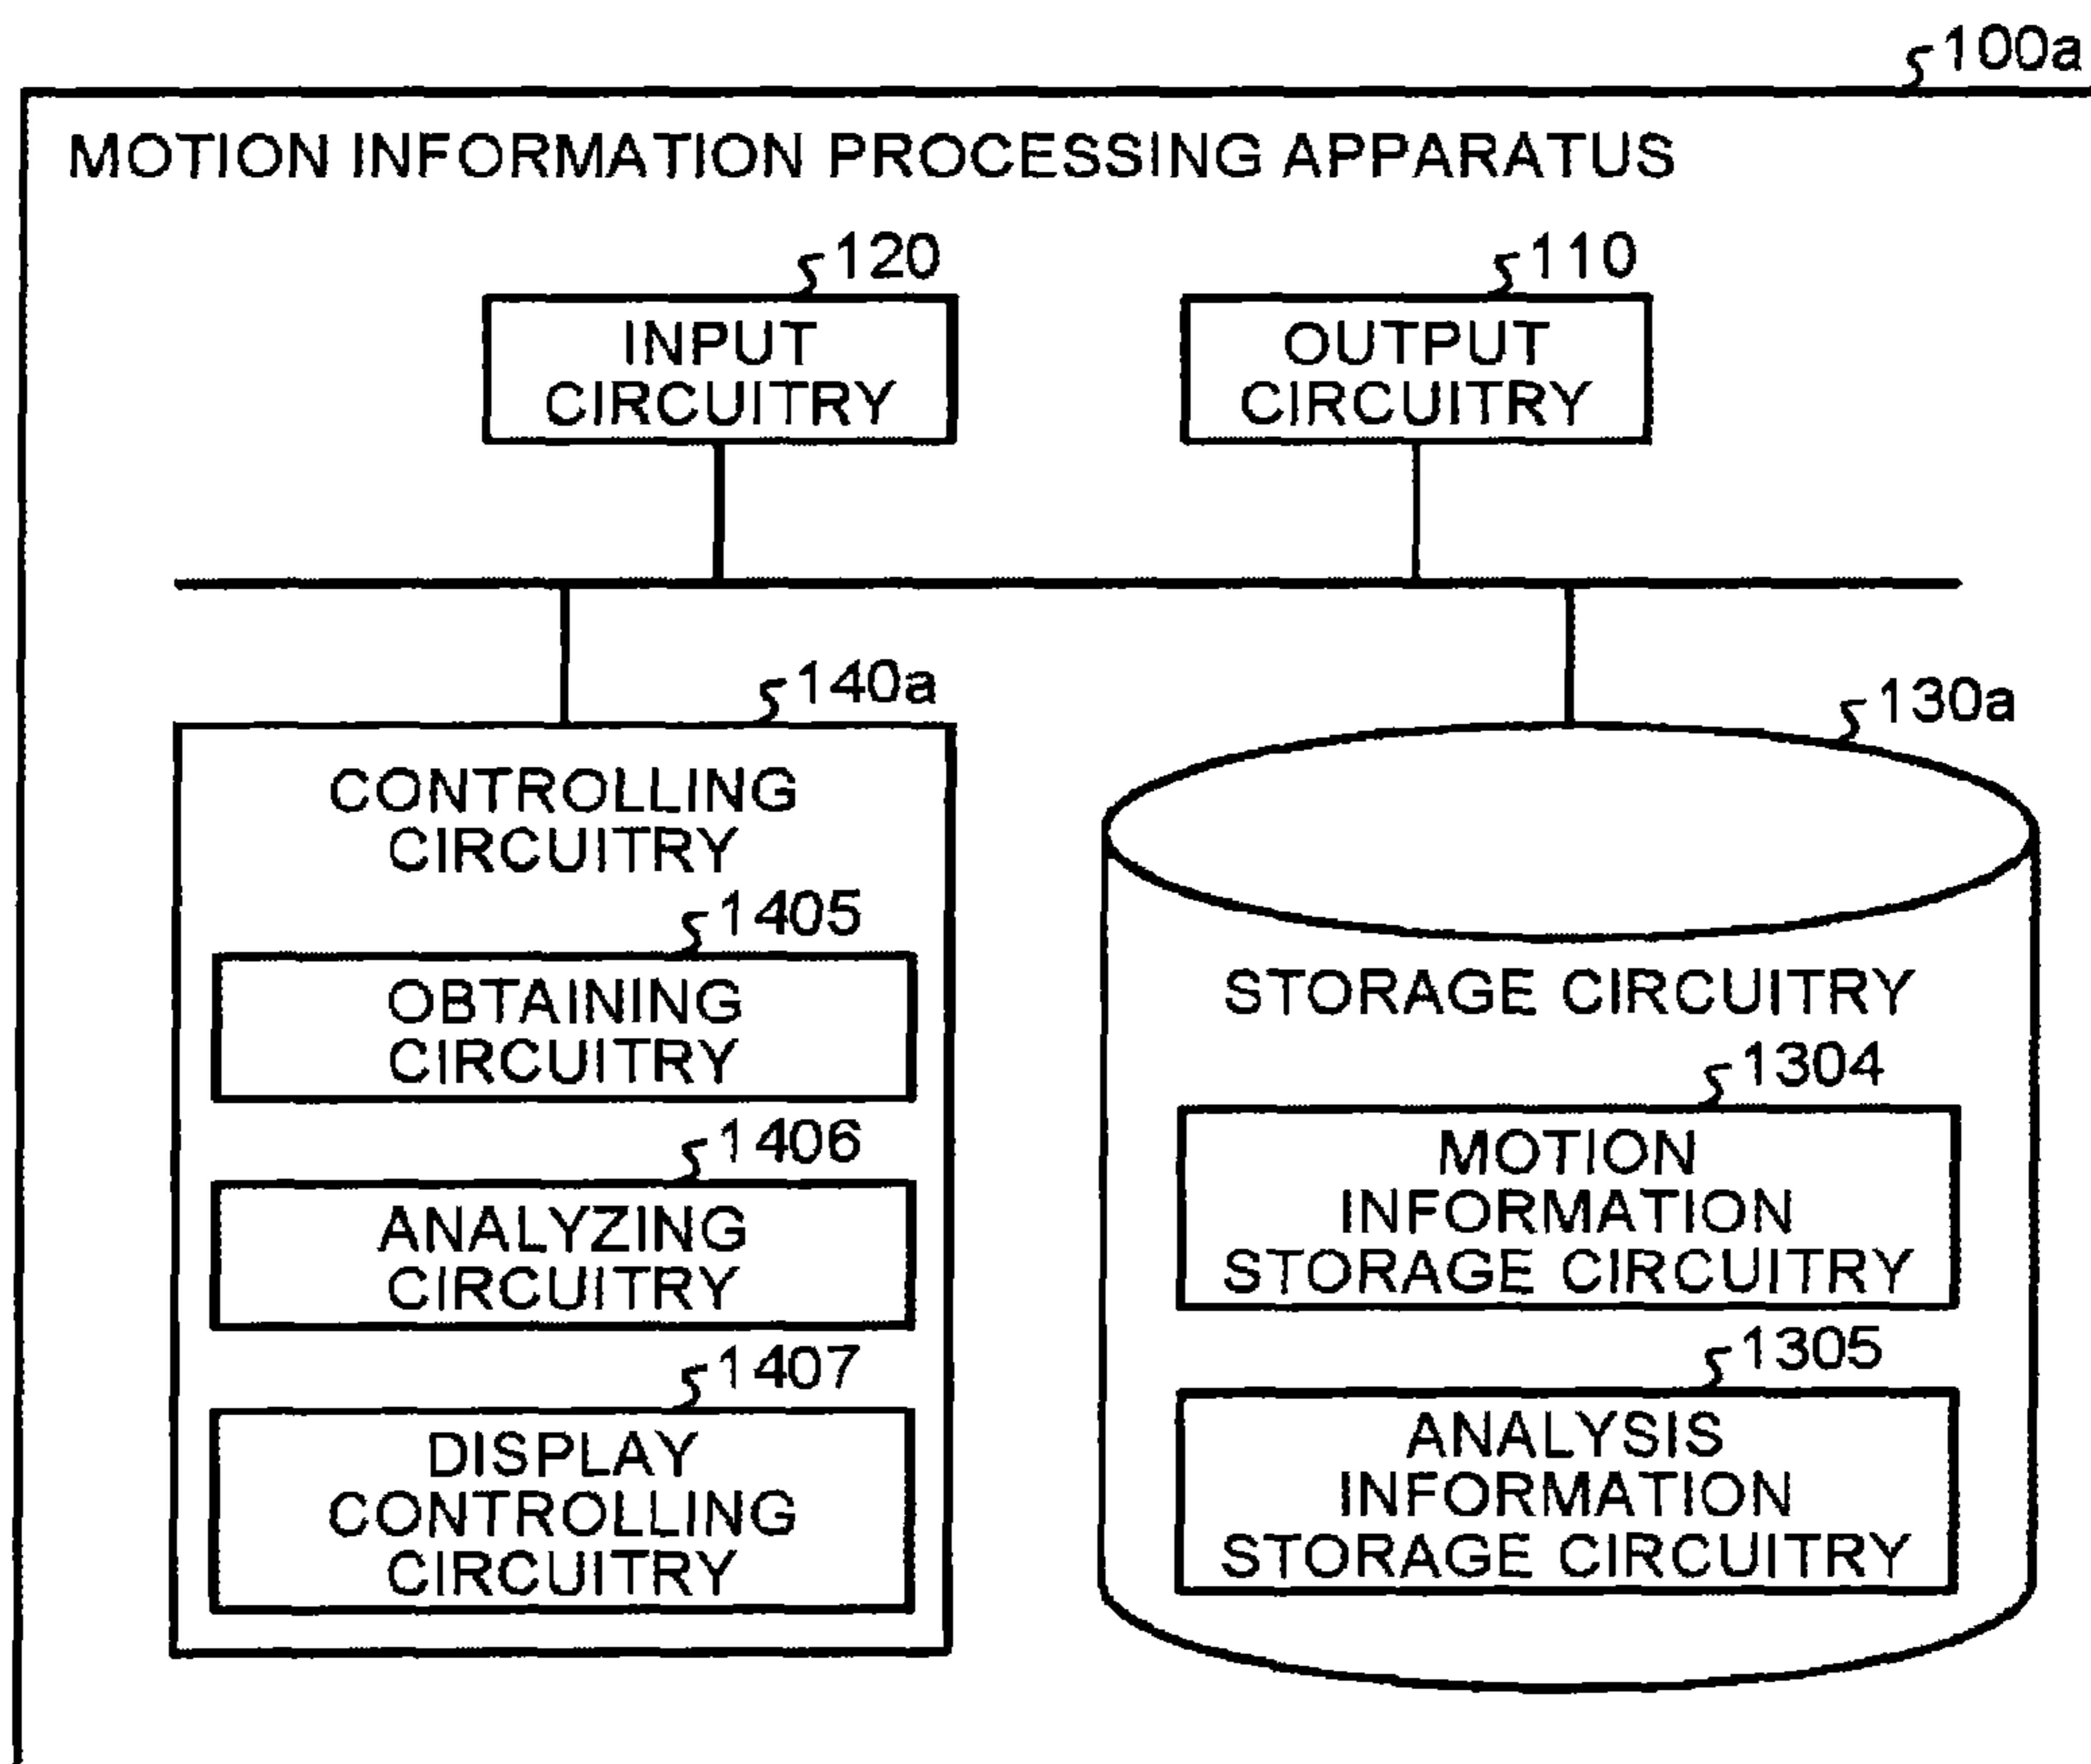 100a
MOTION INFORMATION PROCESSING APPARATUS
120
110
INPUT
CIRCUITRY
OUTPUT
CIRCUITRY
140a
CONTROLLING
CIRCUITRY
1405
OBTAINING
CIRCUITRY
1406
ANALYZING
CIRCUITRY
1407
DISPLAY
CONTROLLING
CIRCUITRY
130a
STORAGE CIRCUITRY
1304
MOTION
INFORMATION
STORAGE CIRCUITRY
1305
ANALYSIS
INFORMATION
STORAGE CIRCUITRY